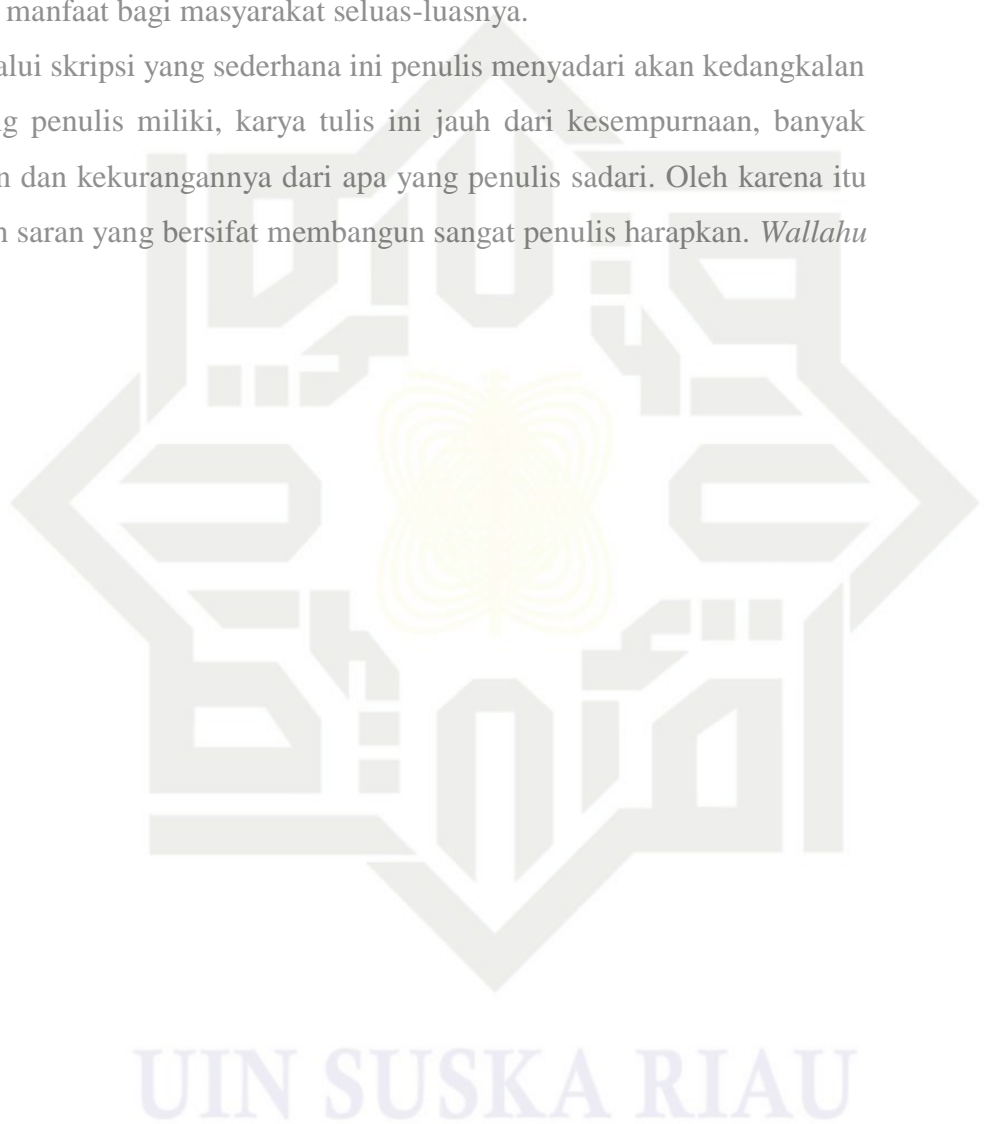 manfaat bagi masyarakat seluas-luasnya.
alui skripsi yang sederhana ini penulis menyadari akan kedangkalan
g penulis miliki, karya tulis ini jauh dari kesempurnaan, banyak
n dan kekurangannya dari apa yang penulis sadari. Oleh karena itu
n saran yang bersifat membangun sangat penulis harapkan. Wallahu
UIN SUSKA RIAU